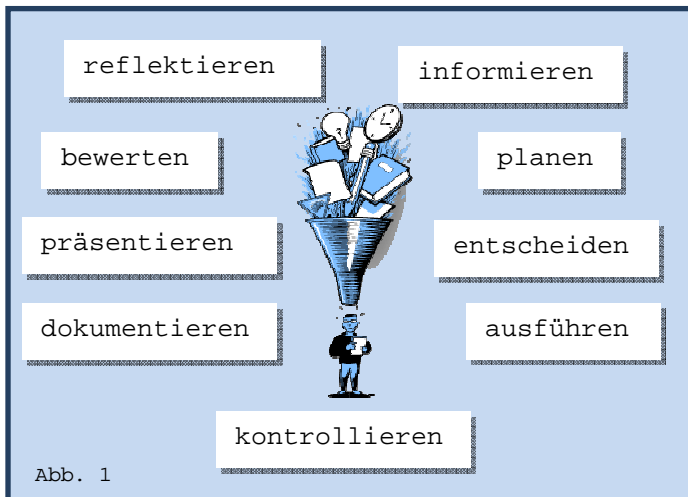 reflektieren
informieren
bewerten
planen
präsentieren
entscheiden
dokumentieren
ausführen
kontrollieren
Abb. 1